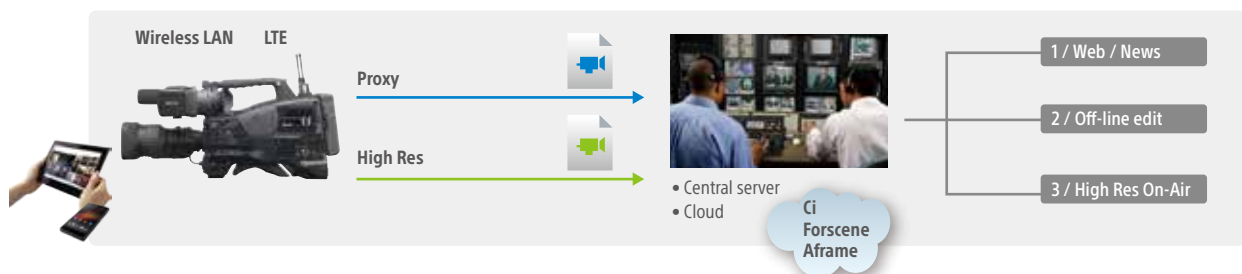 Wireless LAN LTE
Proxy
High Res
• Central server
• Cloud
Ci
Forscene
Aframe
1 / Web / News
2 / Off-line edit
3 / High Res On-Air